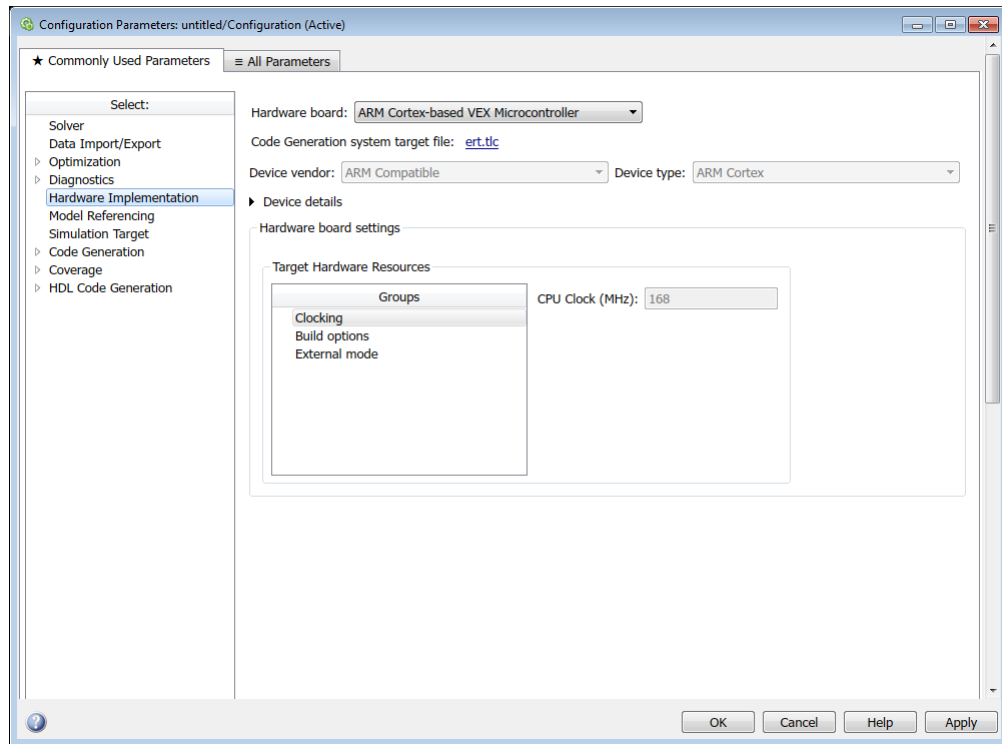 Configuration Parameters: untitled/Configuration (Active)
★ Commonly Used Parameters
≡ All Parameters
Select:
Solver
Data Import/Export
Optimization
Diagnostics
Hardware Implementation
Model Referencing
Simulation Target
Code Generation
Coverage
HDL Code Generation
Hardware board: ARM Cortex-based VEX Microcontroller
Code Generation system target file: ert.tlc
Device vendor: ARM Compatible Device type: ARM Cortex
Device details
Hardware board settings
Target Hardware Resources
Groups
Clocking
Build options
External mode
CPU Clock (MHz): 168
OK Cancel Help Apply